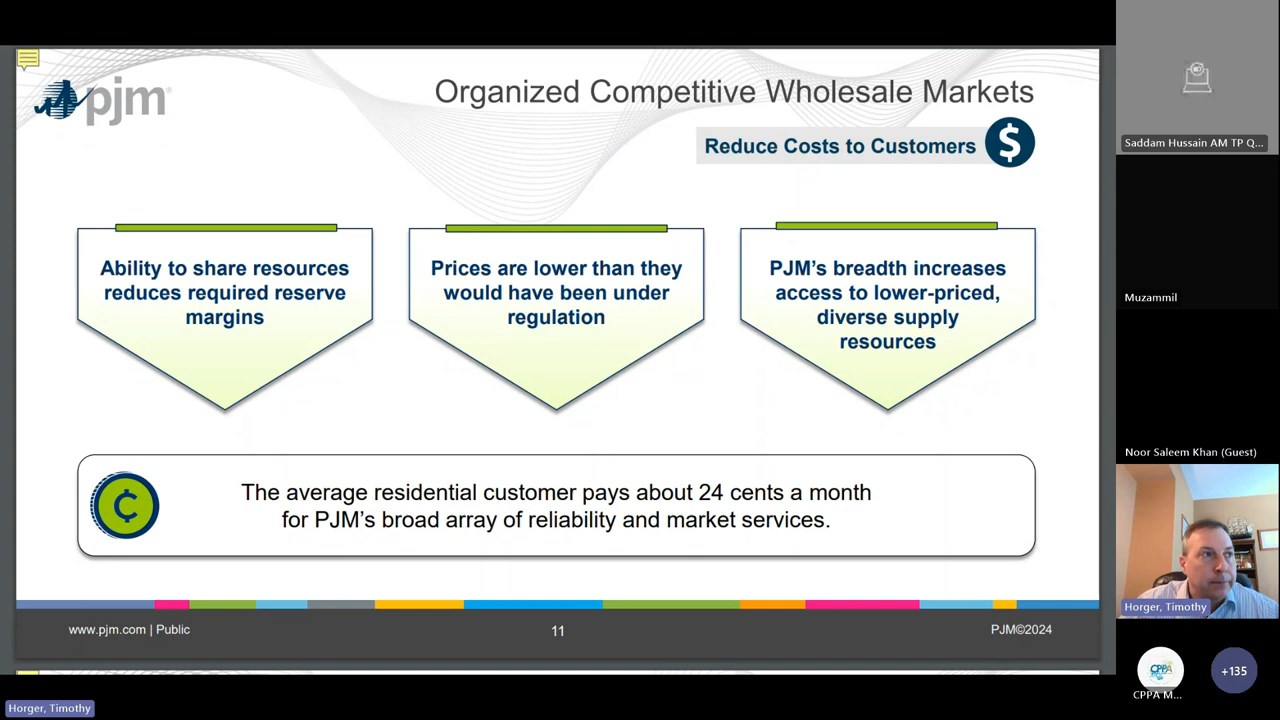 pjm
Organized Competitive Wholesale Markets
Reduce Costs to Customers
$
Ability to share resources
reduces required reserve
margins
Prices are lower than they
would have been under
regulation
PJM's breadth increases
access to lower-priced,
diverse supply
resources
¢
The average residential customer pays about 24 cents a month
for PJM's broad array of reliability and market services.
www.pjm.com | Public
11
PJM©2024
Horger, Timothy
Saddam Hussain AM TP Q...
Muzammil
Noor Saleem Khan (Guest)
Horger, Timothy
CPPA
CPPA M...
+135